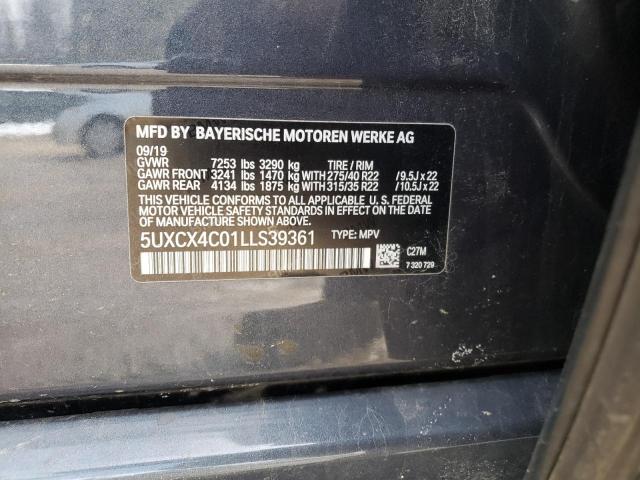 MFD BY BAYERISCHE MOTOREN WERKE AG
09/19
GVWR 7253 lbs 3290 kg TIRE / RIM
GAWR FRONT 3241 lbs 1470 kg WITH 275/40 R22 / 9.5J x 22
GAWR REAR 4134 lbs 1875 kg WITH 315/35 R22 / 10.5J x 22
THIS VEHICLE CONFORMS TO ALL APPLICABLE U. S. FEDERAL
MOTOR VEHICLE SAFETY STANDARDS IN EFFECT ON THE DATE
OF MANUFACTURE SHOWN ABOVE.
5UXCX4C01LLS39361 TYPE: MPV
C27M
7 320 729